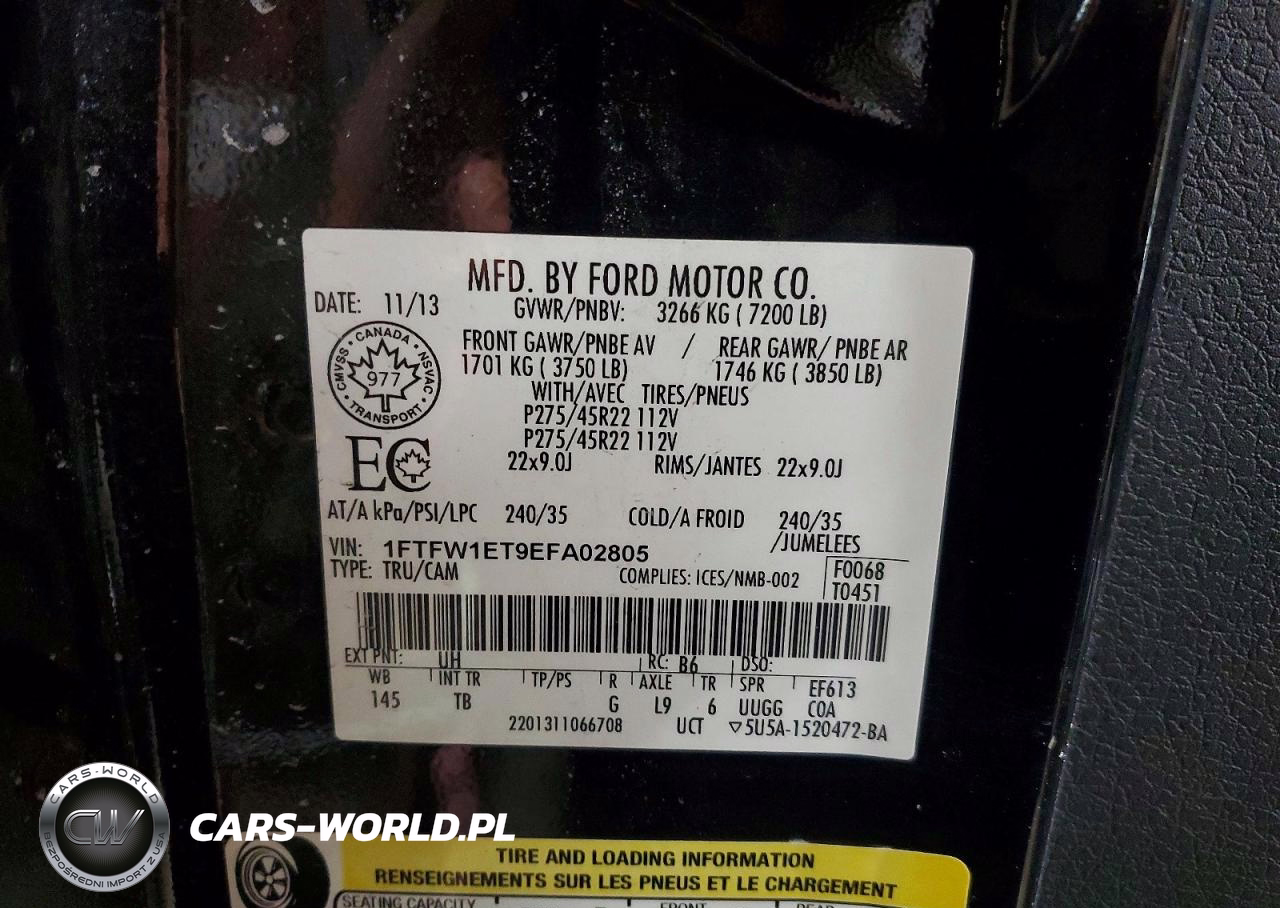 MFD. BY FORD MOTOR CO.
DATE: 11/13
GVWR/PNBV: 3266 KG ( 7200 LB)
FRONT GAWR/PNBE AV / REAR GAWR/ PNBE AR
1701 KG ( 3750 LB) 1746 KG ( 3850 LB)
WITH/AVEC TIRES/PNEUS
P275/45R22 112V
P275/45R22 112V
22x9.0J RIMS/JANTES 22x9.0J
CANADA
CMVSS NSVAC
977
TRANSPORT
EC
AT/A kPa/PSI/LPC 240/35 COLD/A FROID 240/35
/JUMELEES
VIN: 1FTFW1ET9EFA02805
TYPE: TRU/CAM COMPLIES: ICES/NMB-002
F0068
T0451
EXT PNT: UH RC: B6 DSO:
WB INT TR TP/PS R AXLE TR SPR EF613
145 TB G L9 6 UUGG COA
2201311066708 UCT ▽5U5A-1520472-BA
CARS-WORLD
CW
BEZPOŚREDNI IMPORT Z USA
CARS-WORLD.PL
TIRE AND LOADING INFORMATION
RENSEIGNEMENTS SUR LES PNEUS ET LE CHARGEMENT
SEATING CAPACITY FRONT REAR